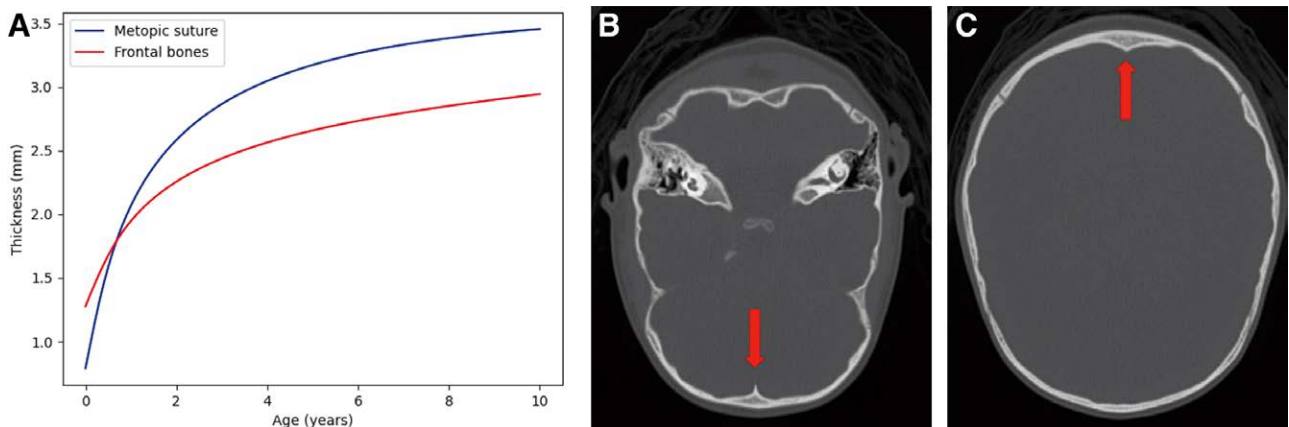 A
B
C
Metopic suture
Frontal bones
Thickness (mm)
3.5
3.0
2.5
2.0
1.5
1.0
0
2
4
6
8
10
Age (years)